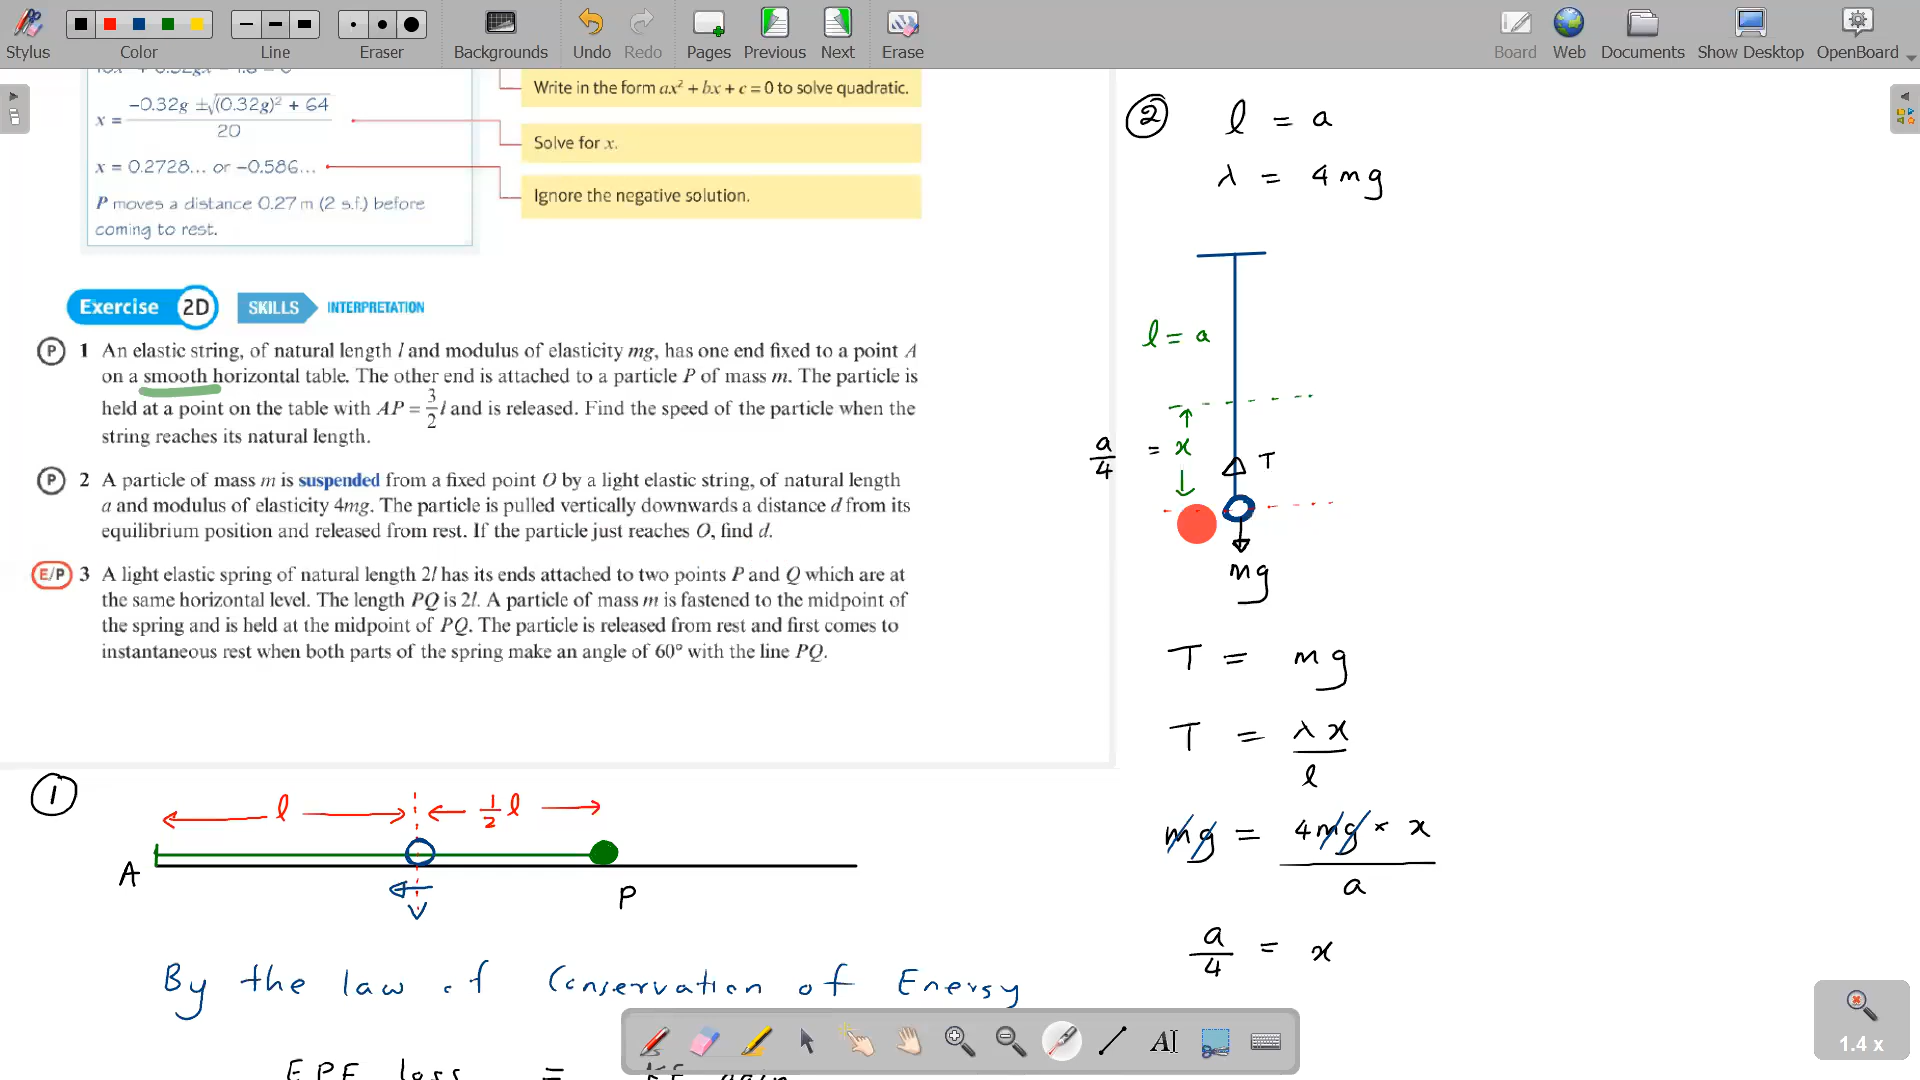 Stylus
Color
Line
Eraser
Backgrounds
Undo
Redo
Pages
Previous
Next
Erase
Board
Web
Documents
Show Desktop
OpenBoard
Write in the form ax² + bx + c = 0 to solve quadratic.
x = (-0.32g ±√((0.32g)² + 64)) / 20
Solve for x.
x = 0.2728... or -0.586...
Ignore the negative solution.
P moves a distance 0.27 m (2 s.f.) before
coming to rest.
Exercise 2D SKILLS INTERPRETATION
P 1 An elastic string, of natural length l and modulus of elasticity mg, has one end fixed to a point A
on a smooth horizontal table. The other end is attached to a particle P of mass m. The particle is
held at a point on the table with AP = 3/2 l and is released. Find the speed of the particle when the
string reaches its natural length.
P 2 A particle of mass m is suspended from a fixed point O by a light elastic string, of natural length
a and modulus of elasticity 4mg. The particle is pulled vertically downwards a distance d from its
equilibrium position and released from rest. If the particle just reaches O, find d.
E/P 3 A light elastic spring of natural length 2l has its ends attached to two points P and Q which are at
the same horizontal level. The length PQ is 2l. A particle of mass m is fastened to the midpoint of
the spring and is held at the midpoint of PQ. The particle is released from rest and first comes to
instantaneous rest when both parts of the spring make an angle of 60° with the line PQ.
① l 1/2 l
A P
V
By the law of Conservation of Energy
EPE loss = KE gain
② l = a
λ = 4mg
l = a
a/4 = x
T
mg
T = mg
T = λx/l
mg = 4mg × x / a
a/4 = x
1.4 x